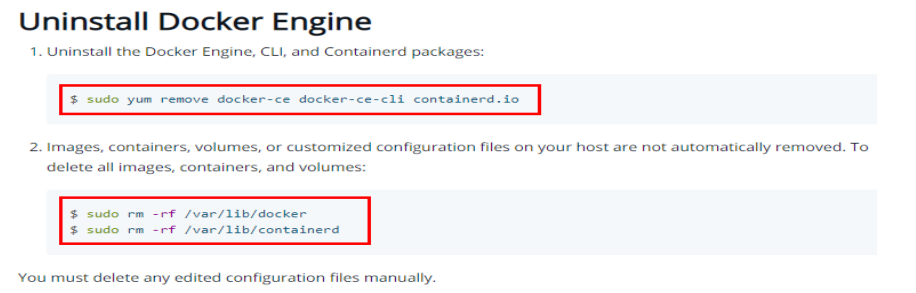 Uninstall Docker Engine
1. Uninstall the Docker Engine, CLI, and Containerd packages:
$ sudo yum remove docker-ce docker-ce-cli containerd.io
2. Images, containers, volumes, or customized configuration files on your host are not automatically removed. To
delete all images, containers, and volumes:
$ sudo rm -rf /var/lib/docker
$ sudo rm -rf /var/lib/containerd
You must delete any edited configuration files manually.